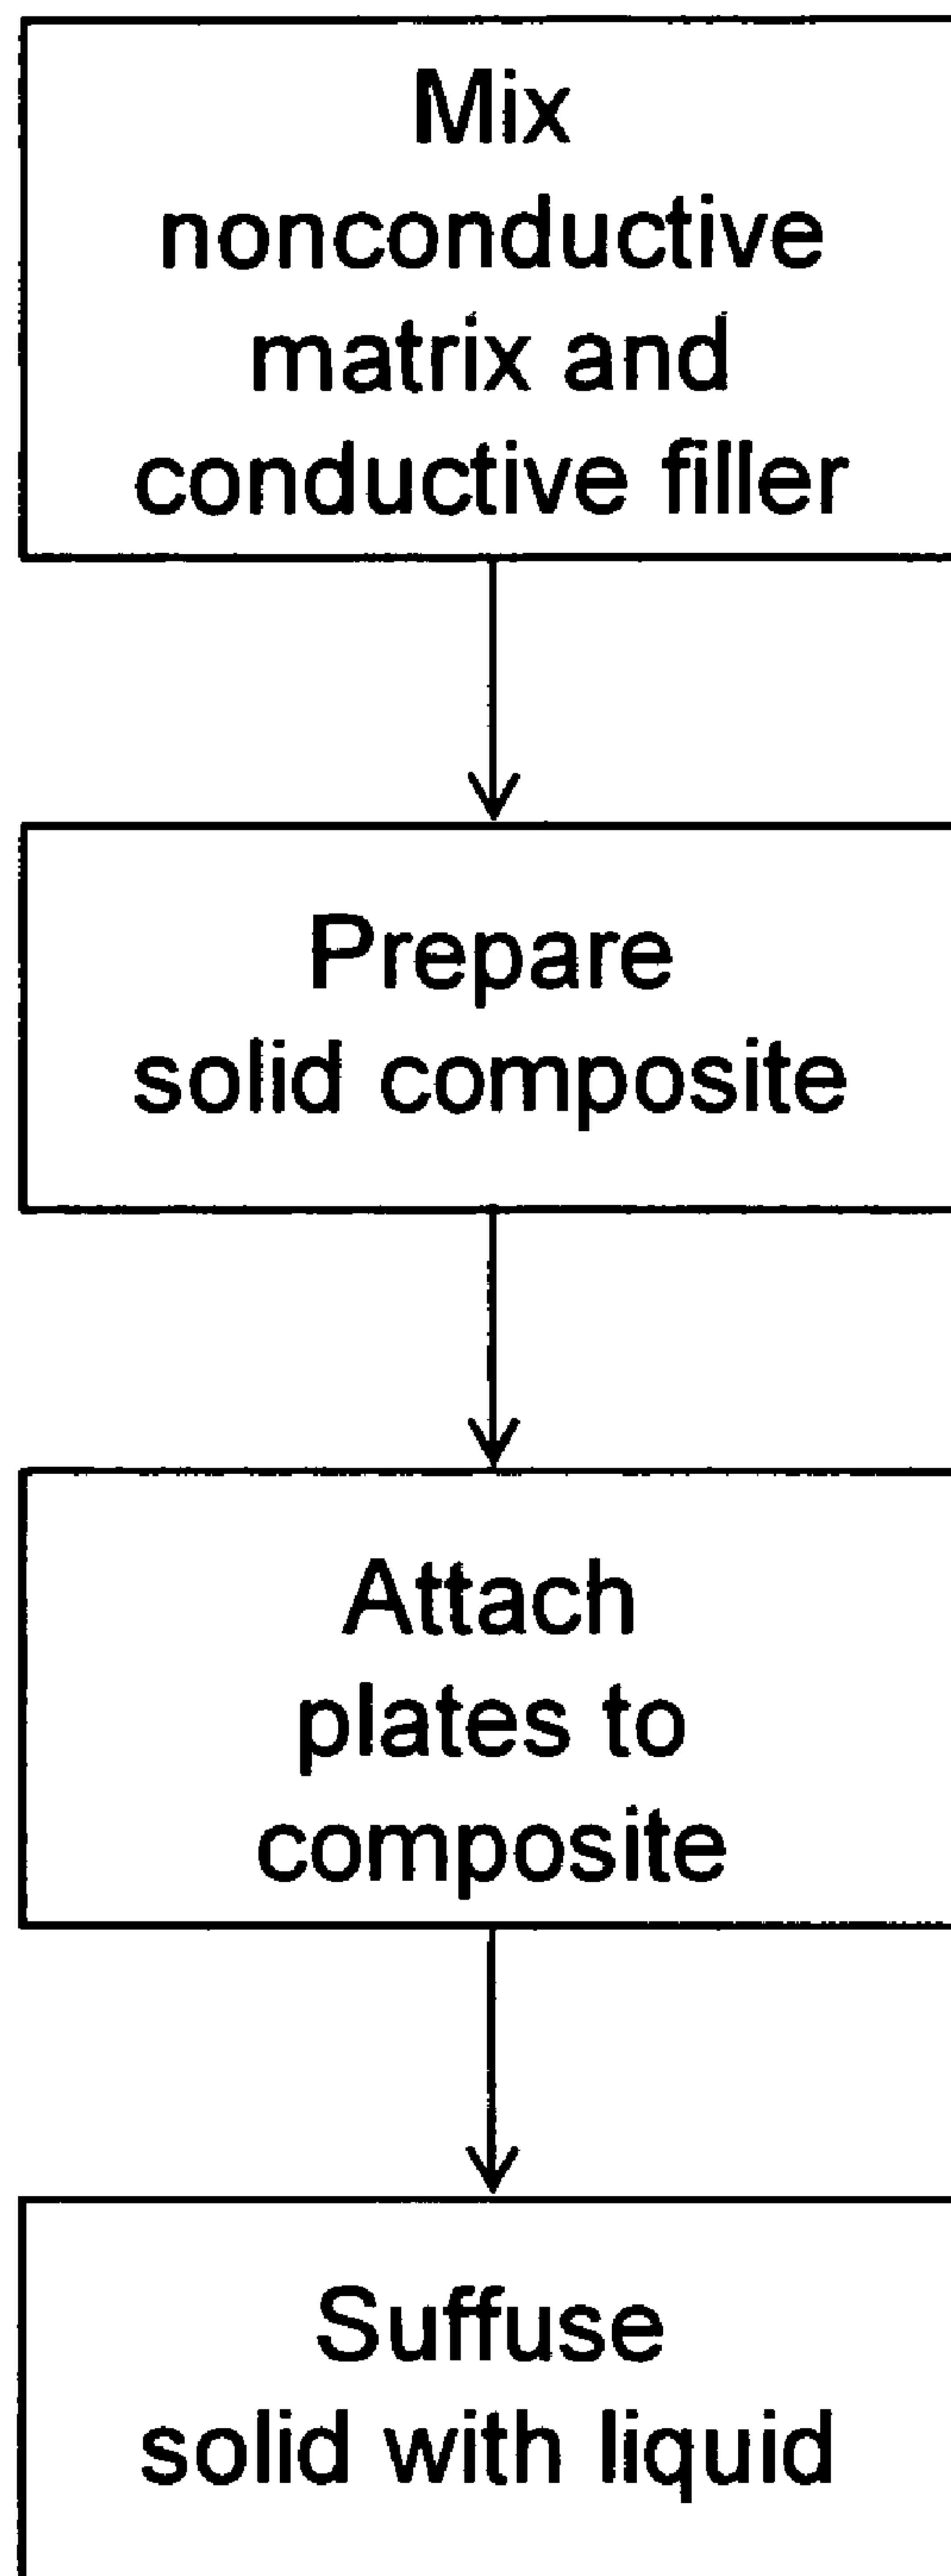 Mix
nonconductive
matrix and
conductive filler
Prepare
solid composite
Attach
plates to
composite
Suffuse
solid with liquid